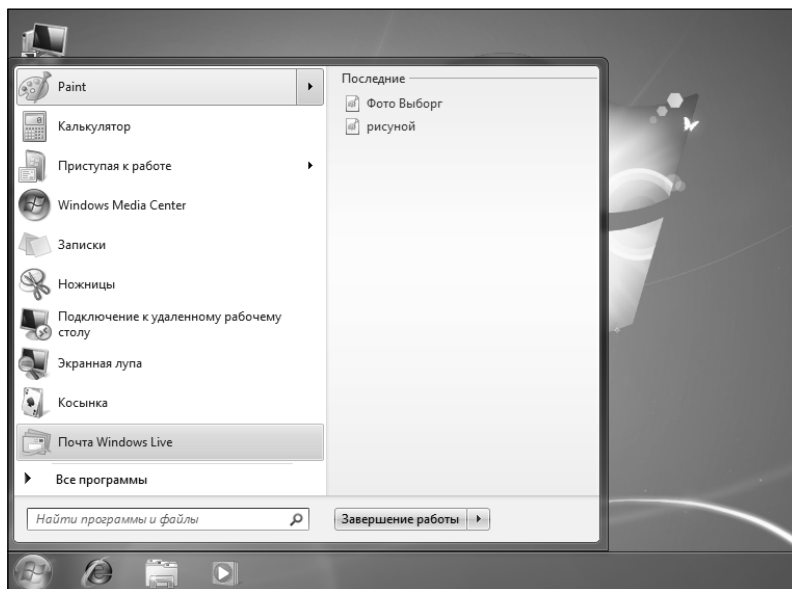 Paint
Калькулятор
Приступая к работе
Windows Media Center
Записки
Ножницы
Подключение к удаленному рабочему
столу
Экранная лупа
Косынка
Почта Windows Live
Все программы
Найти программы и файлы
Последние
Фото Выборг
рисуной
Завершение работы